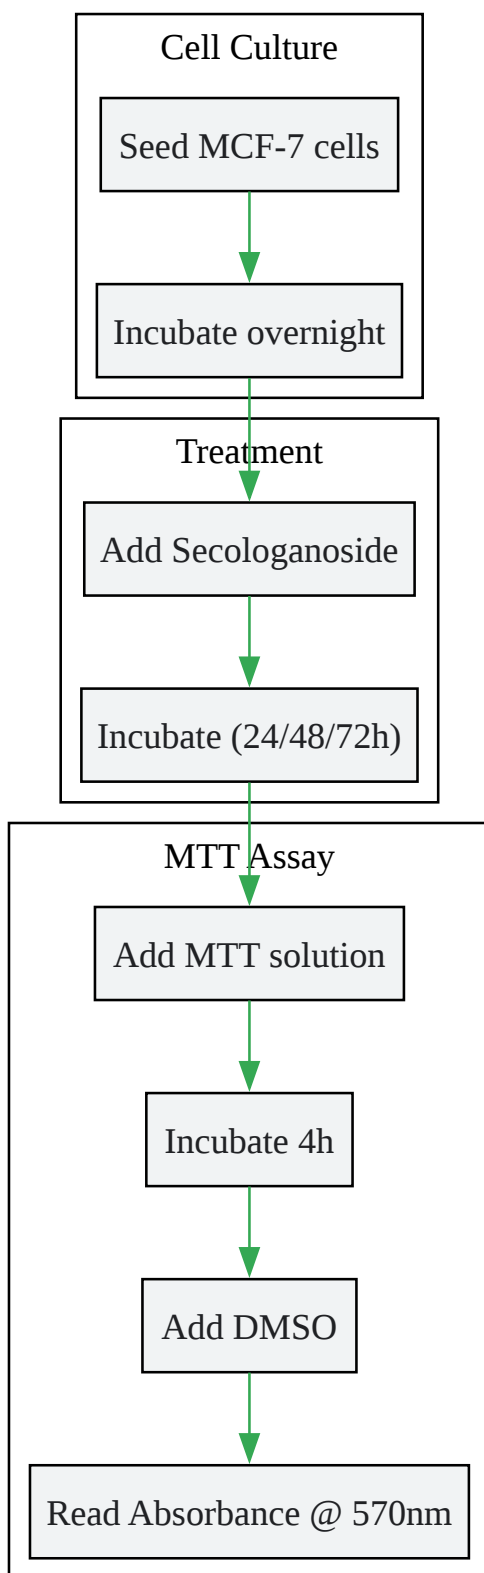 Cell Culture
Seed MCF-7 cells
Incubate overnight
Treatment
Add Secologanoside
Incubate (24/48/72h)
MTT Assay
Add MTT solution
Incubate 4h
Add DMSO
Read Absorbance @ 570nm